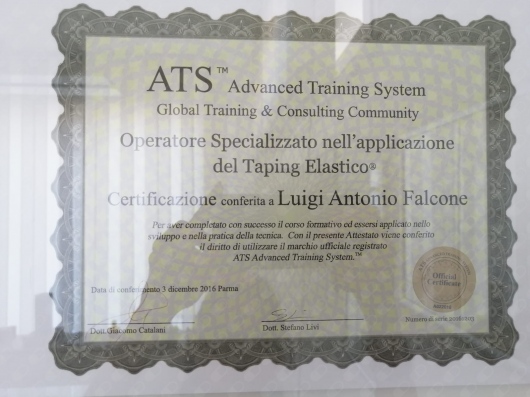 ATS™ Advanced Training System
Global Training & Consulting Community
Operatore Specializzato nell'applicazione
del Taping Elastico®
Certificazione conferita a Luigi Antonio Falcone
Per aver completato con successo il corso formativo ed essersi applicato nello
sviluppo e nella pratica della tecnica. Con il presente Attestato viene conferito
il diritto di utilizzare il marchio ufficiale registrato
ATS Advanced Training System.™
Official
Certificate
Data di conferimento 3 dicembre 2016 Parma
Dott. Giacomo Catalani
Dott. Stefano Livi
Numero di serie